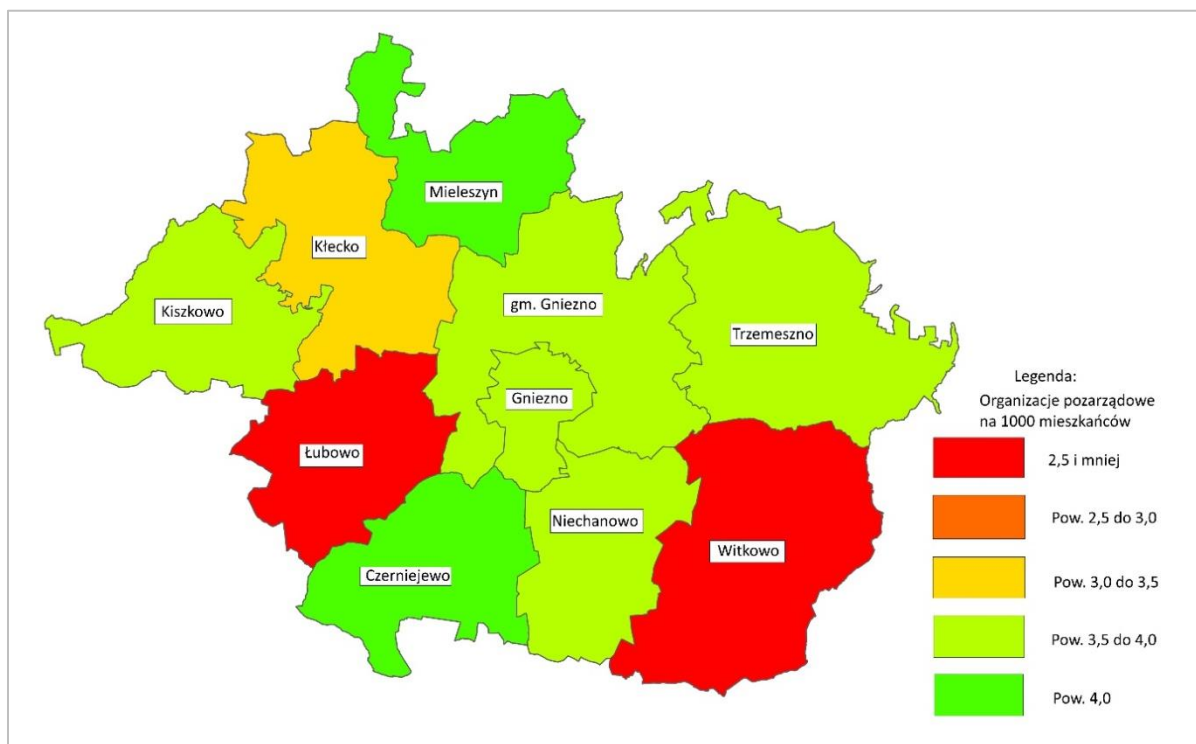 Mieleszyn
Kłecko
Kiszkowo
gm. Gniezno
Trzemeszno
Gniezno
Łubowo
Niechanowo
Witkowo
Czerniejewo
Legenda:
Organizacje pozarządowe
na 1000 mieszkańców
2,5 i mniej
Pow. 2,5 do 3,0
Pow. 3,0 do 3,5
Pow. 3,5 do 4,0
Pow. 4,0